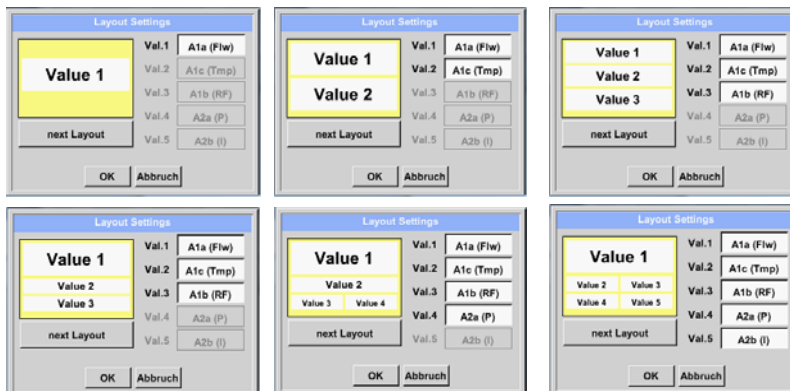 Layout Settings
Value 1
Val.1 A1a (Flw)
Val.2 A1c (Tmp)
Val.3 A1b (RF)
Val.4 A2a (P)
next Layout
Val.5 A2b (I)
OK Abbruch
Layout Settings
Value 1
Value 2
Val.1 A1a (Flw)
Val.2 A1c (Tmp)
Val.3 A1b (RF)
Val.4 A2a (P)
next Layout
Val.5 A2b (I)
OK Abbruch
Layout Settings
Value 1
Value 2
Value 3
Val.1 A1a (Flw)
Val.2 A1c (Tmp)
Val.3 A1b (RF)
Val.4 A2a (P)
next Layout
Val.5 A2b (I)
OK Abbruch
Layout Settings
Value 1
Value 2
Value 3
Val.1 A1a (Flw)
Val.2 A1c (Tmp)
Val.3 A1b (RF)
Val.4 A2a (P)
next Layout
Val.5 A2b (I)
OK Abbruch
Layout Settings
Value 1
Value 2
Value 3 Value 4
Val.1 A1a (Flw)
Val.2 A1c (Tmp)
Val.3 A1b (RF)
Val.4 A2a (P)
next Layout
Val.5 A2b (I)
OK Abbruch
Layout Settings
Value 1
Value 2 Value 3
Value 4 Value 5
Val.1 A1a (Flw)
Val.2 A1c (Tmp)
Val.3 A1b (RF)
Val.4 A2a (P)
next Layout
Val.5 A2b (I)
OK Abbruch